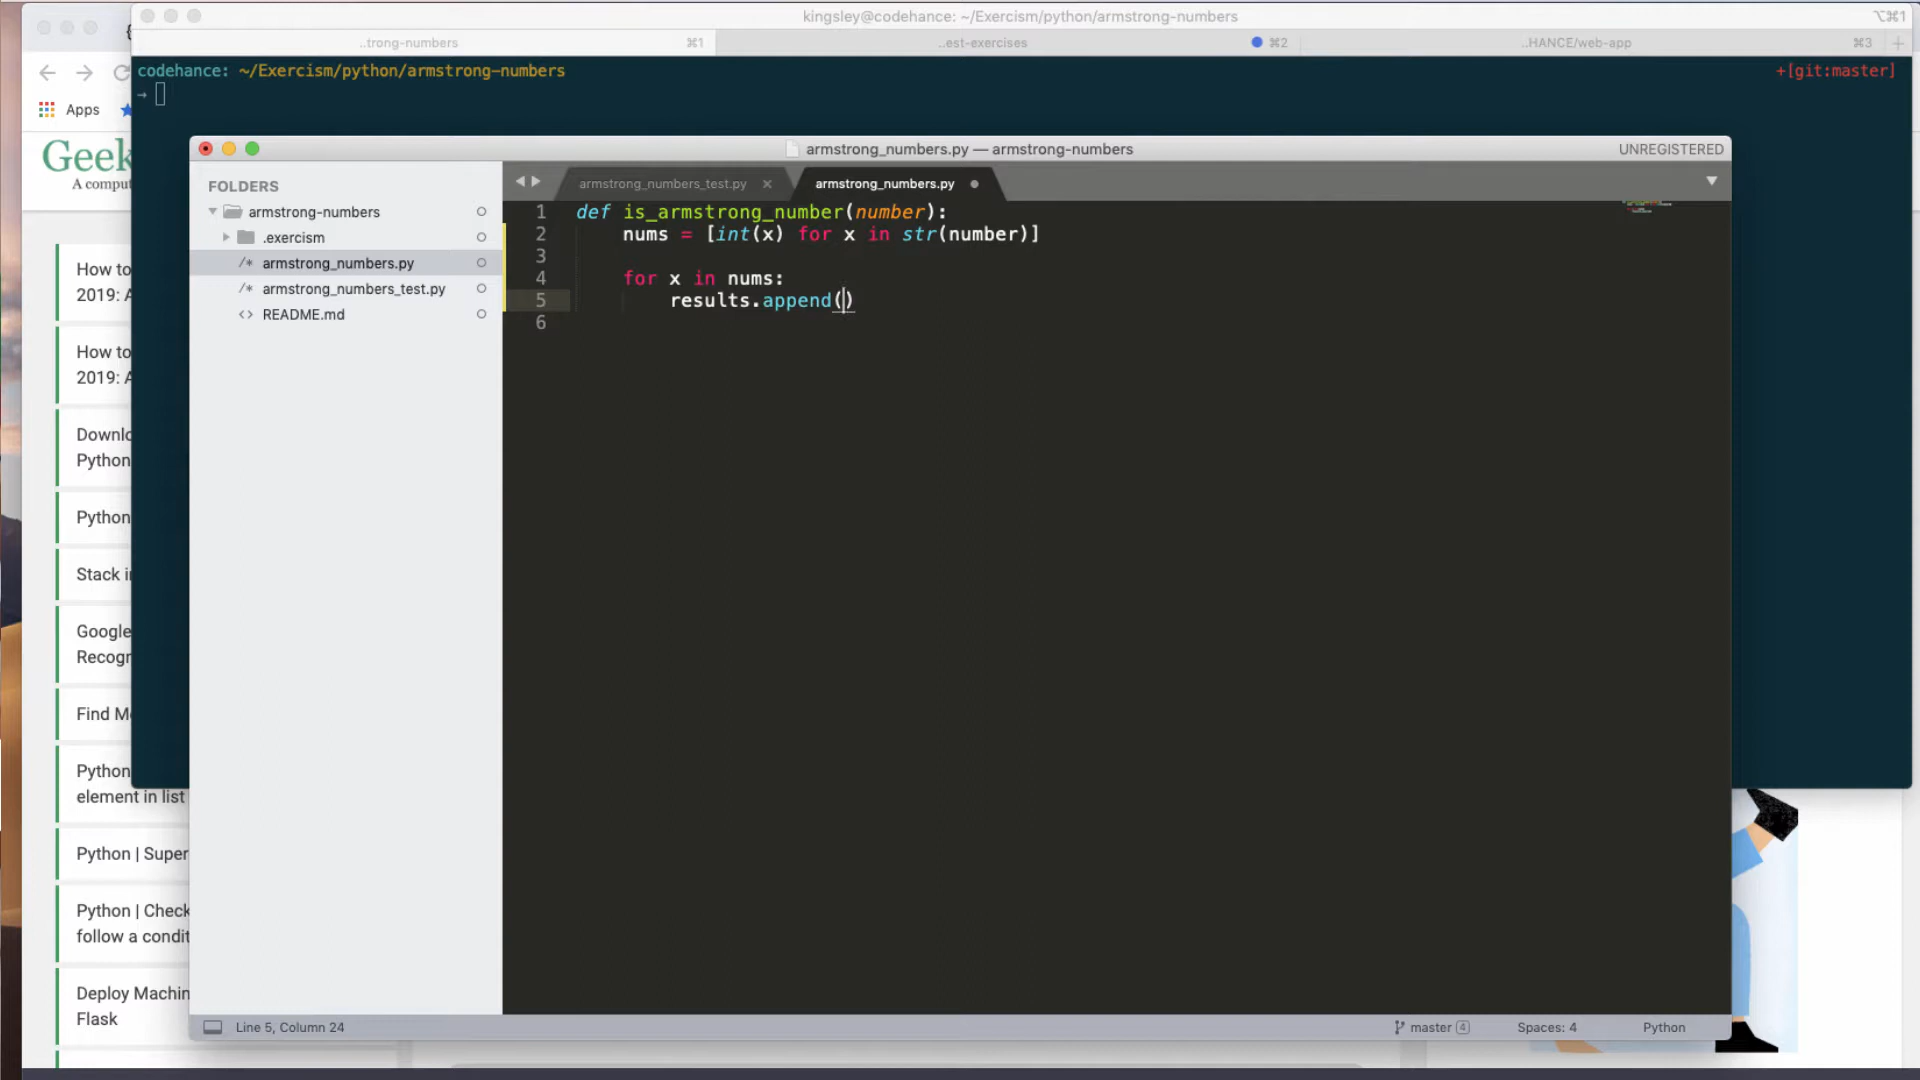 kingsley@codehance: ~/Exercism/python/armstrong-numbers
⌥⌘1
..trong-numbers ⌘1
..est-exercises ⌘2
..HANCE/web-app ⌘3 +
codehance: ~/Exercism/python/armstrong-numbers
+[git:master]
→
Apps
Geek
A compu
How to
2019: A
How to
2019: A
Downlo
Python
Python
Stack i
Google
Recogr
Find M
Python
element in list
Python | Super
Python | Check
follow a condit
Deploy Machin
Flask
armstrong_numbers.py — armstrong-numbers
UNREGISTERED
FOLDERS
armstrong-numbers
.exercism
/* armstrong_numbers.py
/* armstrong_numbers_test.py
<> README.md
armstrong_numbers_test.py ×
armstrong_numbers.py
1 def is_armstrong_number(number):
2 nums = [int(x) for x in str(number)]
3
4 for x in nums:
5 results.append()
6
Line 5, Column 24
master 4
Spaces: 4
Python